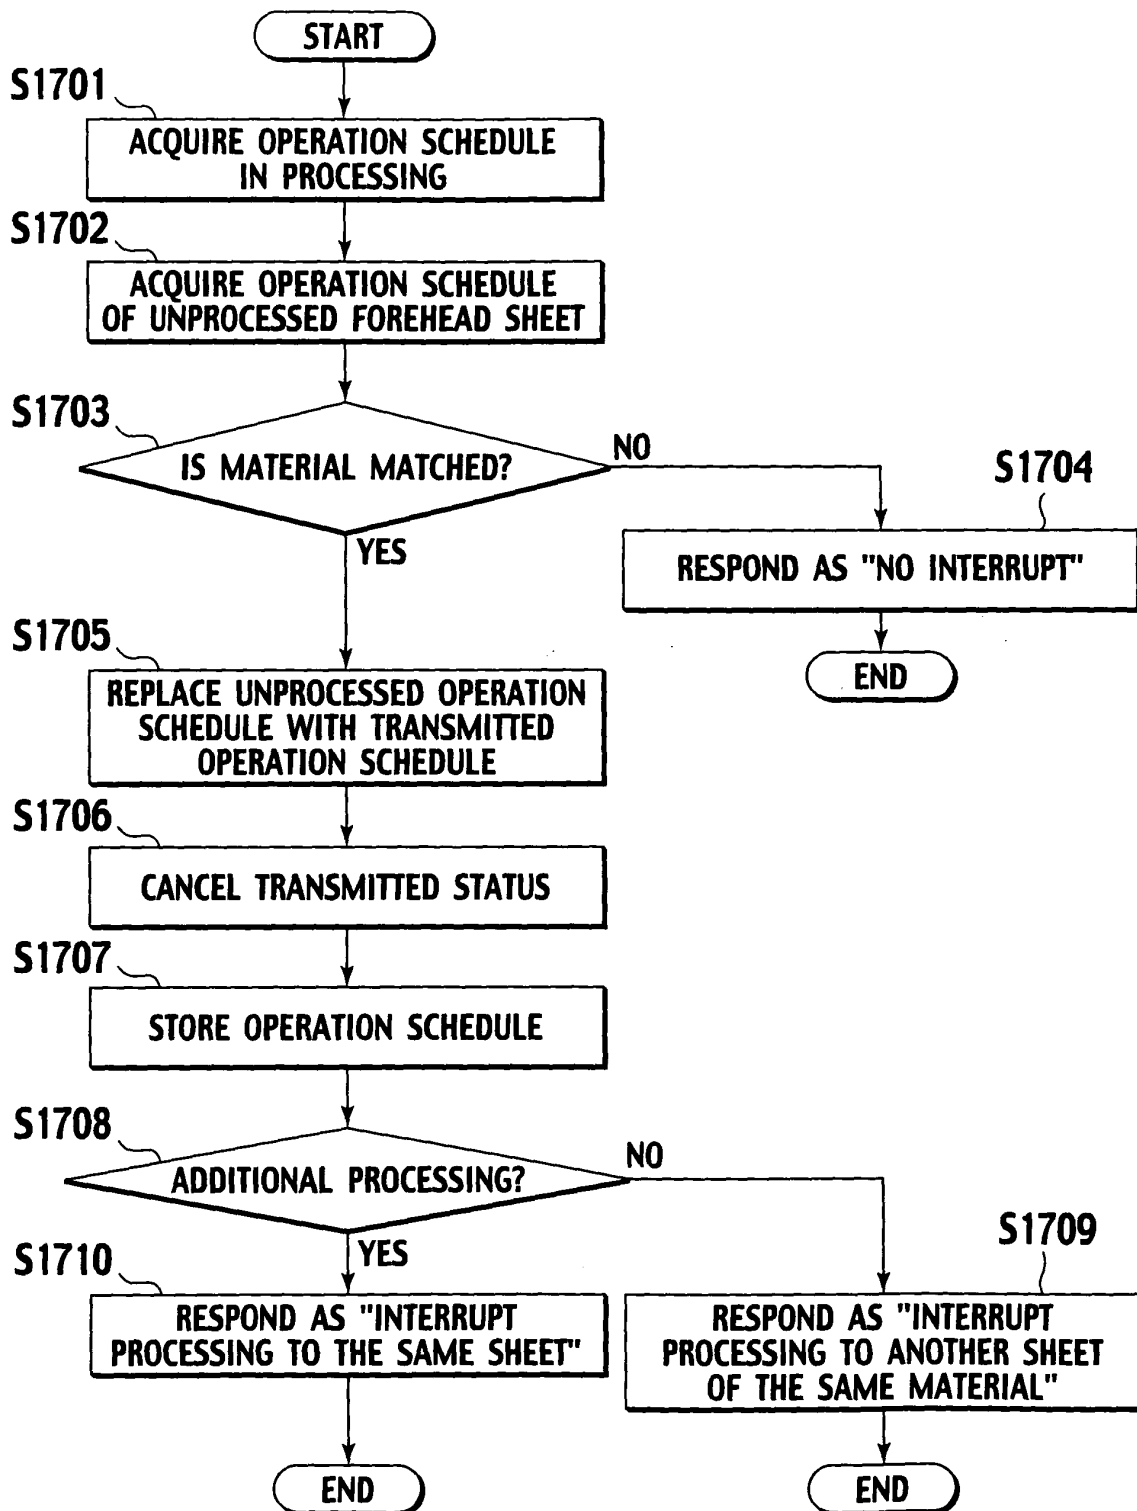 START
S1701
ACQUIRE OPERATION SCHEDULE
IN PROCESSING
S1702
ACQUIRE OPERATION SCHEDULE
OF UNPROCESSED FOREHEAD SHEET
S1703
IS MATERIAL MATCHED?
NO
YES
S1704
RESPOND AS "NO INTERRUPT"
END
S1705
REPLACE UNPROCESSED OPERATION
SCHEDULE WITH TRANSMITTED
OPERATION SCHEDULE
S1706
CANCEL TRANSMITTED STATUS
S1707
STORE OPERATION SCHEDULE
S1708
ADDITIONAL PROCESSING?
NO
YES
S1710
RESPOND AS "INTERRUPT
PROCESSING TO THE SAME SHEET"
END
S1709
RESPOND AS "INTERRUPT
PROCESSING TO ANOTHER SHEET
OF THE SAME MATERIAL"
END